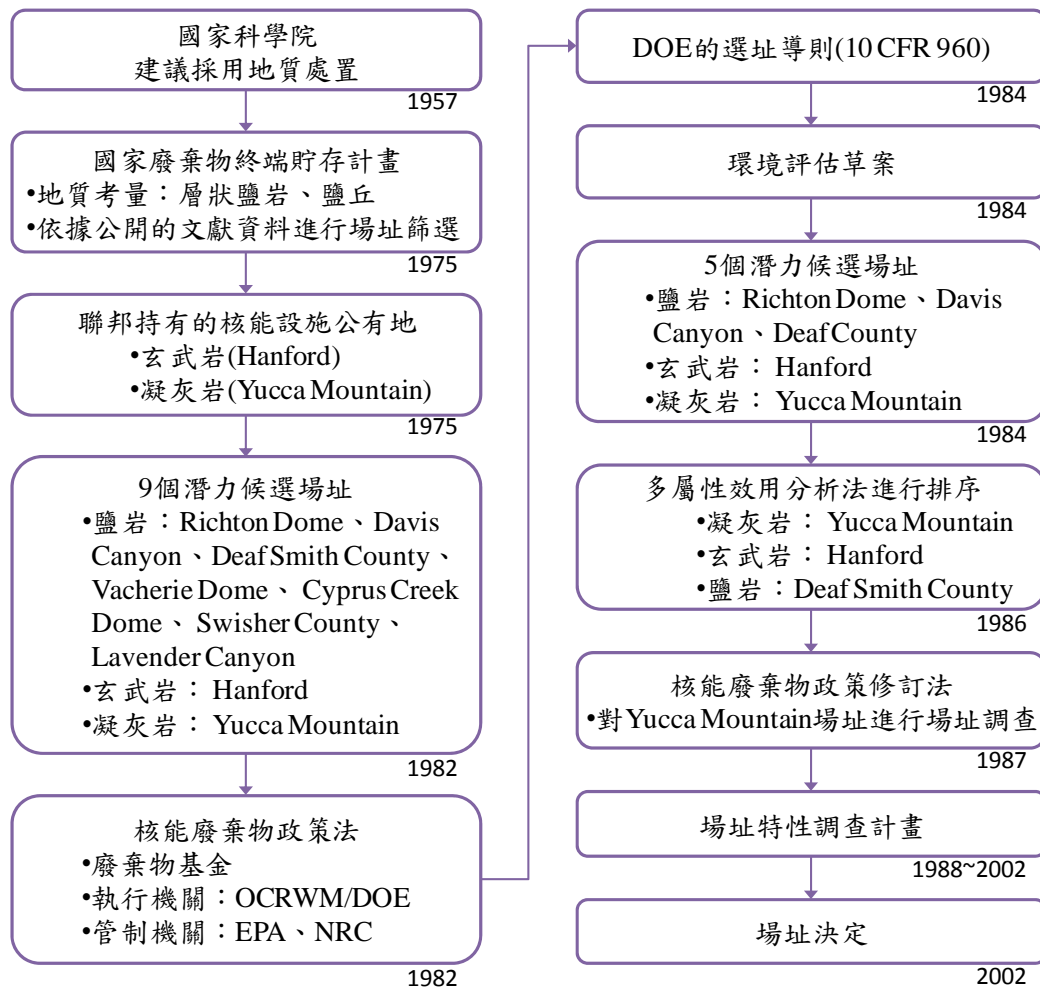 國家科學院
建議採用地質處置
1957
國家廢棄物終端貯存計畫
•地質考量：層狀鹽岩、鹽丘
•依據公開的文獻資料進行場址篩選
1975
聯邦持有的核能設施公有地
•玄武岩(Hanford)
•凝灰岩(Yucca Mountain)
1975
9個潛力候選場址
•鹽岩：Richton Dome、Davis
Canyon、Deaf Smith County、
Vacherie Dome、Cyprus Creek
Dome、Swisher County、
Lavender Canyon
•玄武岩：Hanford
•凝灰岩：Yucca Mountain
1982
核能廢棄物政策法
•廢棄物基金
•執行機關：OCRWM/DOE
•管制機關：EPA、NRC
1982
DOE的選址導則(10 CFR 960)
1984
環境評估草案
1984
5個潛力候選場址
•鹽岩：Richton Dome、Davis
Canyon、Deaf County
•玄武岩：Hanford
•凝灰岩：Yucca Mountain
1984
多屬性效用分析法進行排序
•凝灰岩：Yucca Mountain
•玄武岩：Hanford
•鹽岩：Deaf Smith County
1986
核能廢棄物政策修訂法
•對Yucca Mountain場址進行場址調查
1987
場址特性調查計畫
1988~2002
場址決定
2002